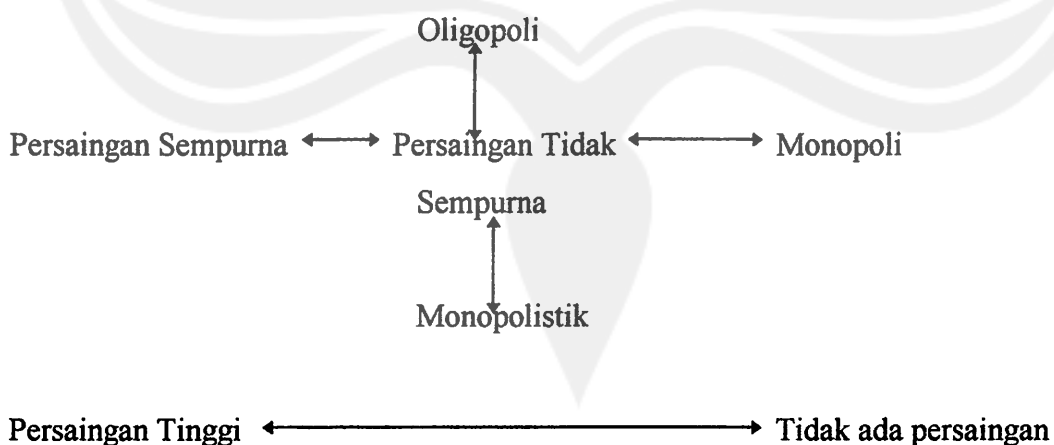 Oligopoli
Persaingan Sempurna Persaingan Tidak Monopoli
Sempurna
Monopolistik
Persaingan Tinggi Tidak ada persaingan